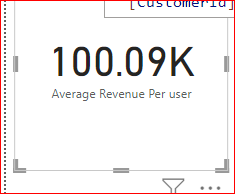 [CustomerId]
100.09K
Average Revenue Per user